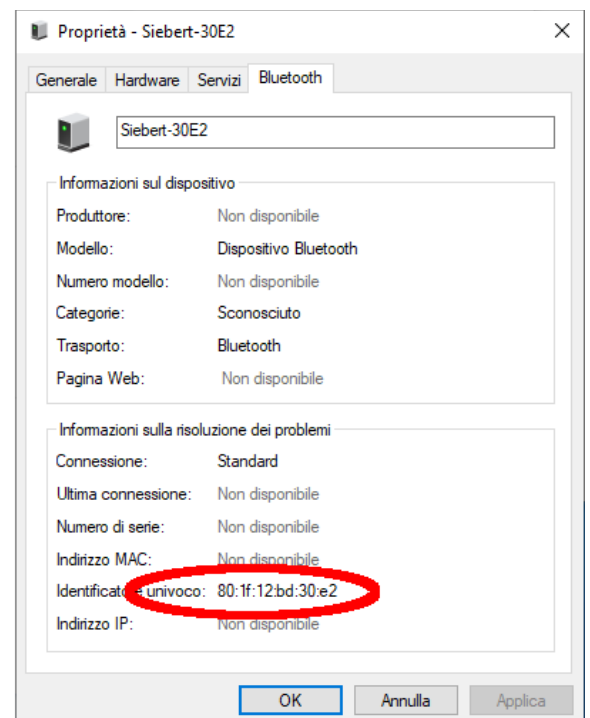 Proprietà - Siebert-30E2
Generale Hardware Servizi Bluetooth
Siebert-30E2
Informazioni sul dispositivo
Produttore: Non disponibile
Modello: Dispositivo Bluetooth
Numero modello: Non disponibile
Categorie: Sconosciuto
Trasporto: Bluetooth
Pagina Web: Non disponibile
Informazioni sulla risoluzione dei problemi
Connessione: Standard
Ultima connessione: Non disponibile
Numero di serie: Non disponibile
Indirizzo MAC: Non disponibile
Identificatore univoco: 80:1f:12:bd:30:e2
Indirizzo IP: Non disponibile
OK Annulla Applica